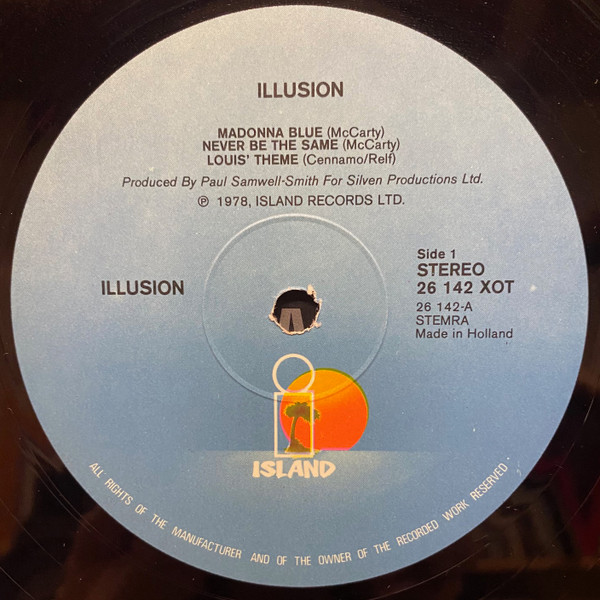 ILLUSION
MADONNA BLUE (McCarty)
NEVER BE THE SAME (McCarty)
LOUIS' THEME (Cennamo/Relf)
Produced By Paul Samwell-Smith For Silven Productions Ltd.
℗ 1978, ISLAND RECORDS LTD.
ILLUSION
Side 1
STEREO
26 142 XOT
26 142-A
STEMRA
Made in Holland
ISLAND
ALL RIGHTS OF THE MANUFACTURER AND OF THE OWNER OF THE RECORDED WORK RESERVED